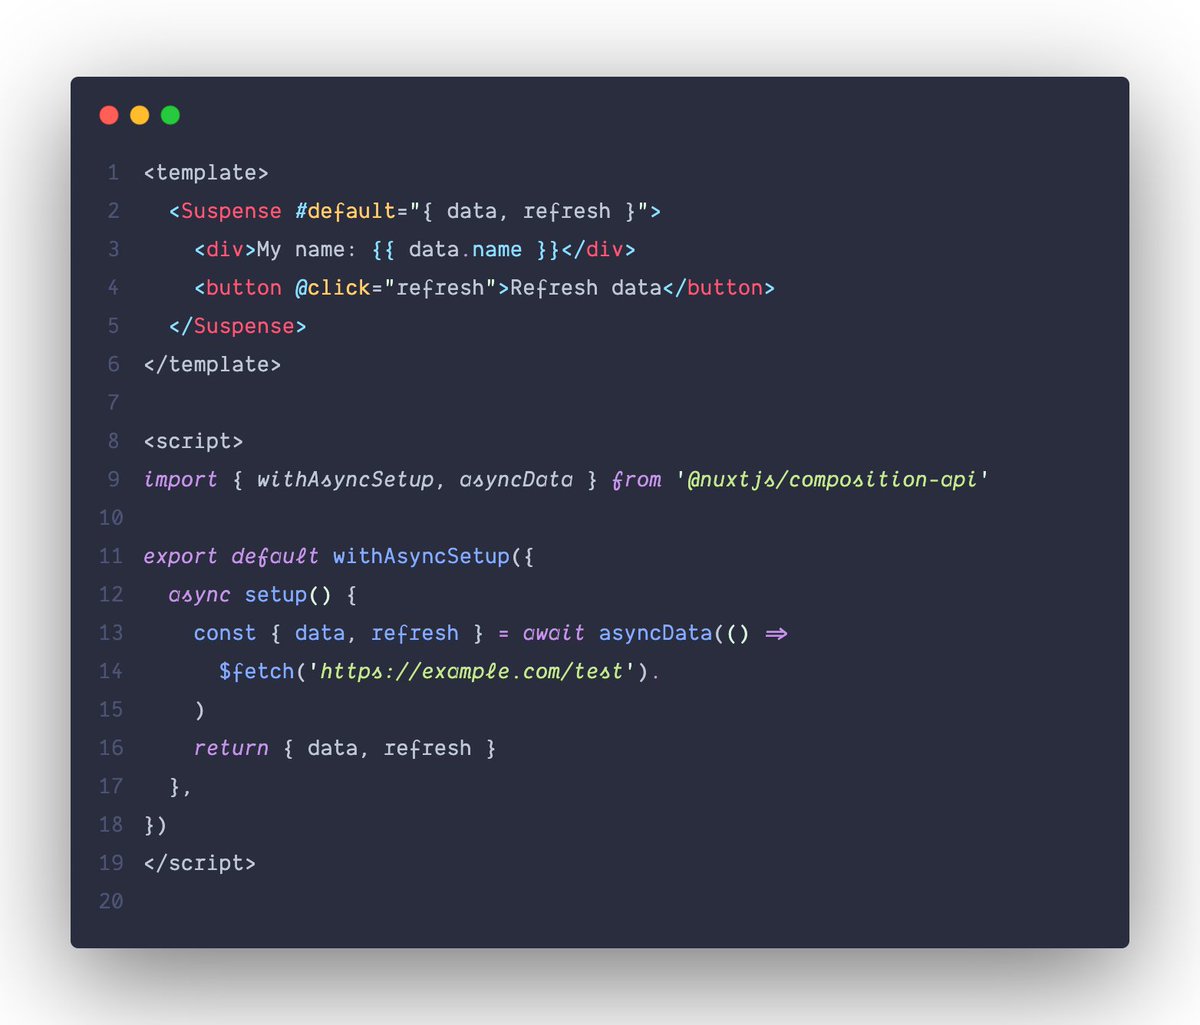 1 <template>
2   <Suspense #default="{ data, refresh }">
3     <div>My name: {{ data.name }}</div>
4     <button @click="refresh">Refresh data</button>
5   </Suspense>
6 </template>
7
8 <script>
9 import { withAsyncSetup, asyncData } from '@nuxtjs/composition-api'
10
11 export default withAsyncSetup({
12   async setup() {
13     const { data, refresh } = await asyncData(() =>
14       $fetch('https://example.com/test').
15     )
16     return { data, refresh }
17   },
18 })
19 </script>
20